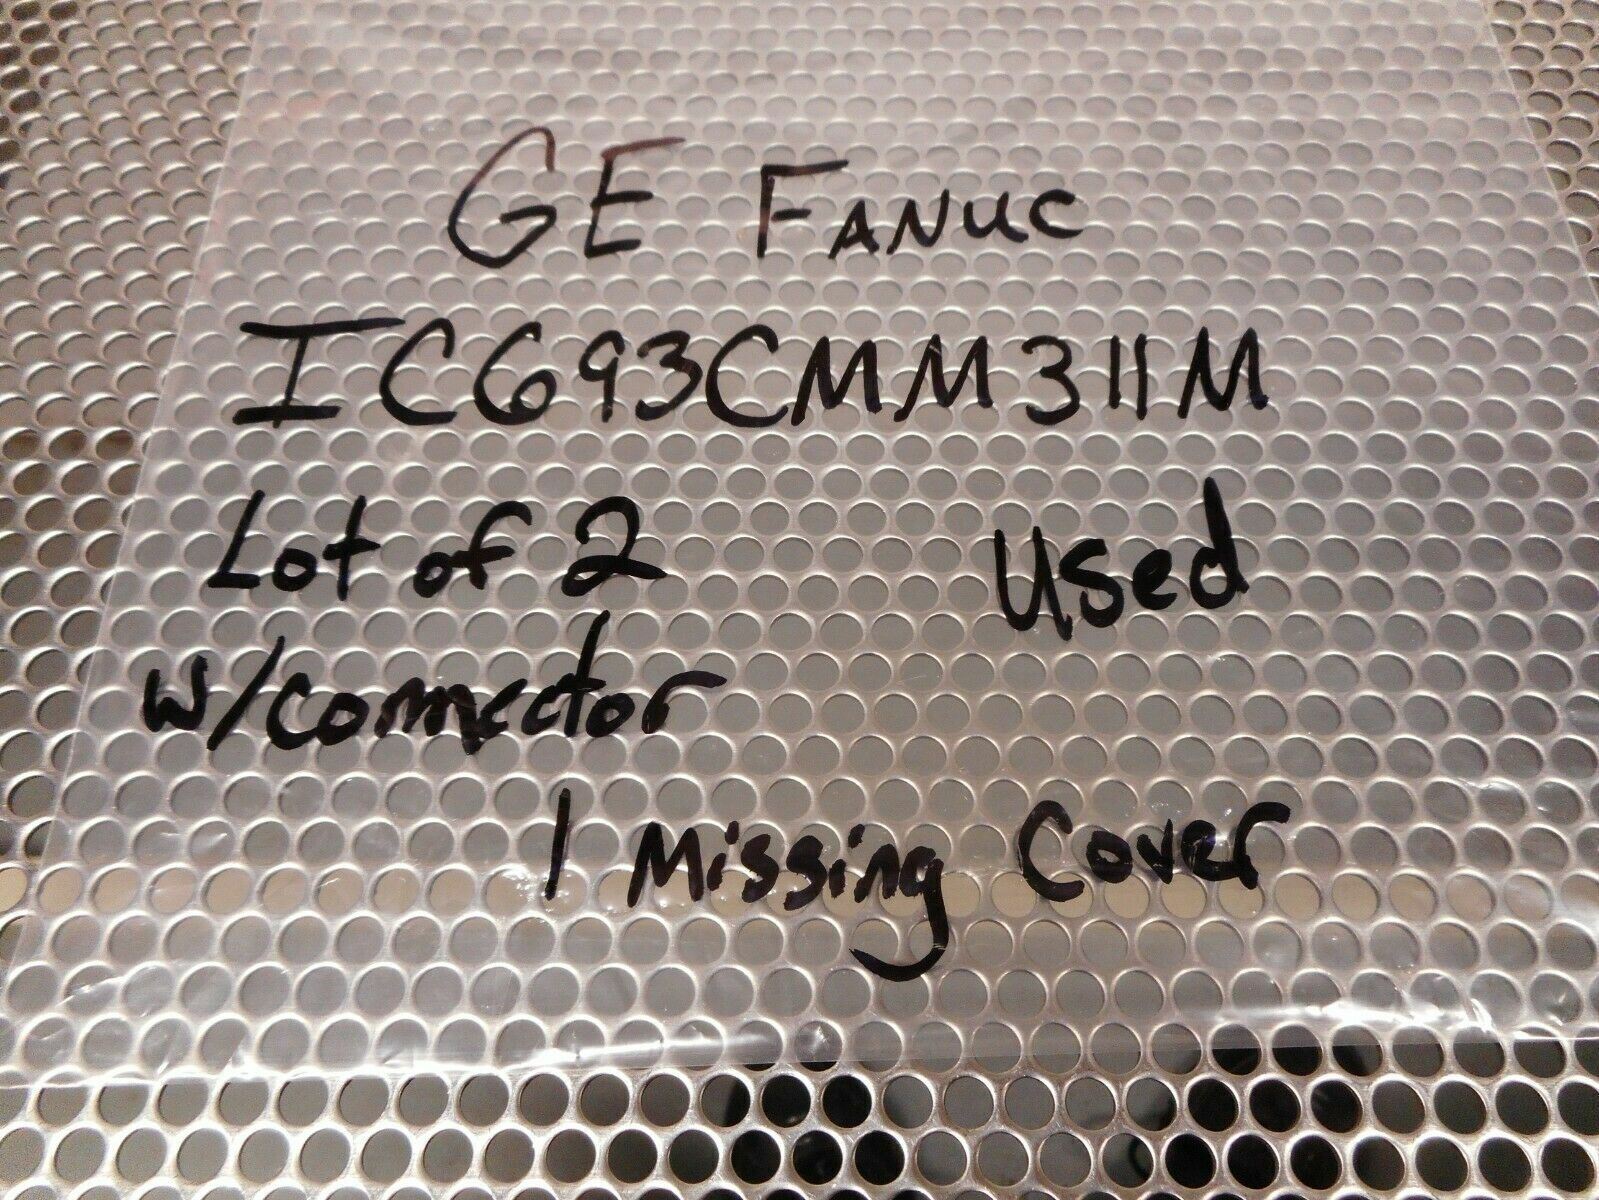 GE FANUC
IC693CMM311M
Lot of 2 Used
w/connector
1 Missing Cover